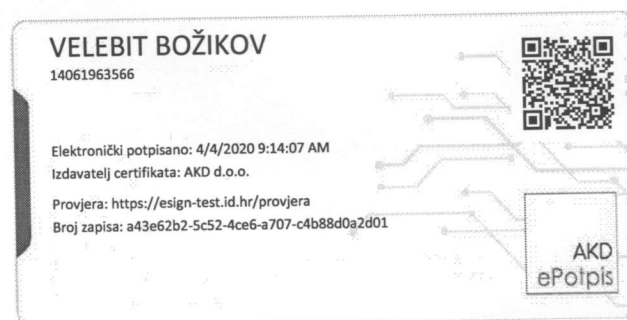 VELEBIT BOŽIKOV
14061963566
Elektronički potpisano: 4/4/2020 9:14:07 AM
Izdavatelj certifikata: AKD d.o.o.
Provjera: https://esign-test.id.hr/provjera
Broj zapisa: a43e62b2-5c52-4ce6-a707-c4b88d0a2d01
AKD
ePotpis